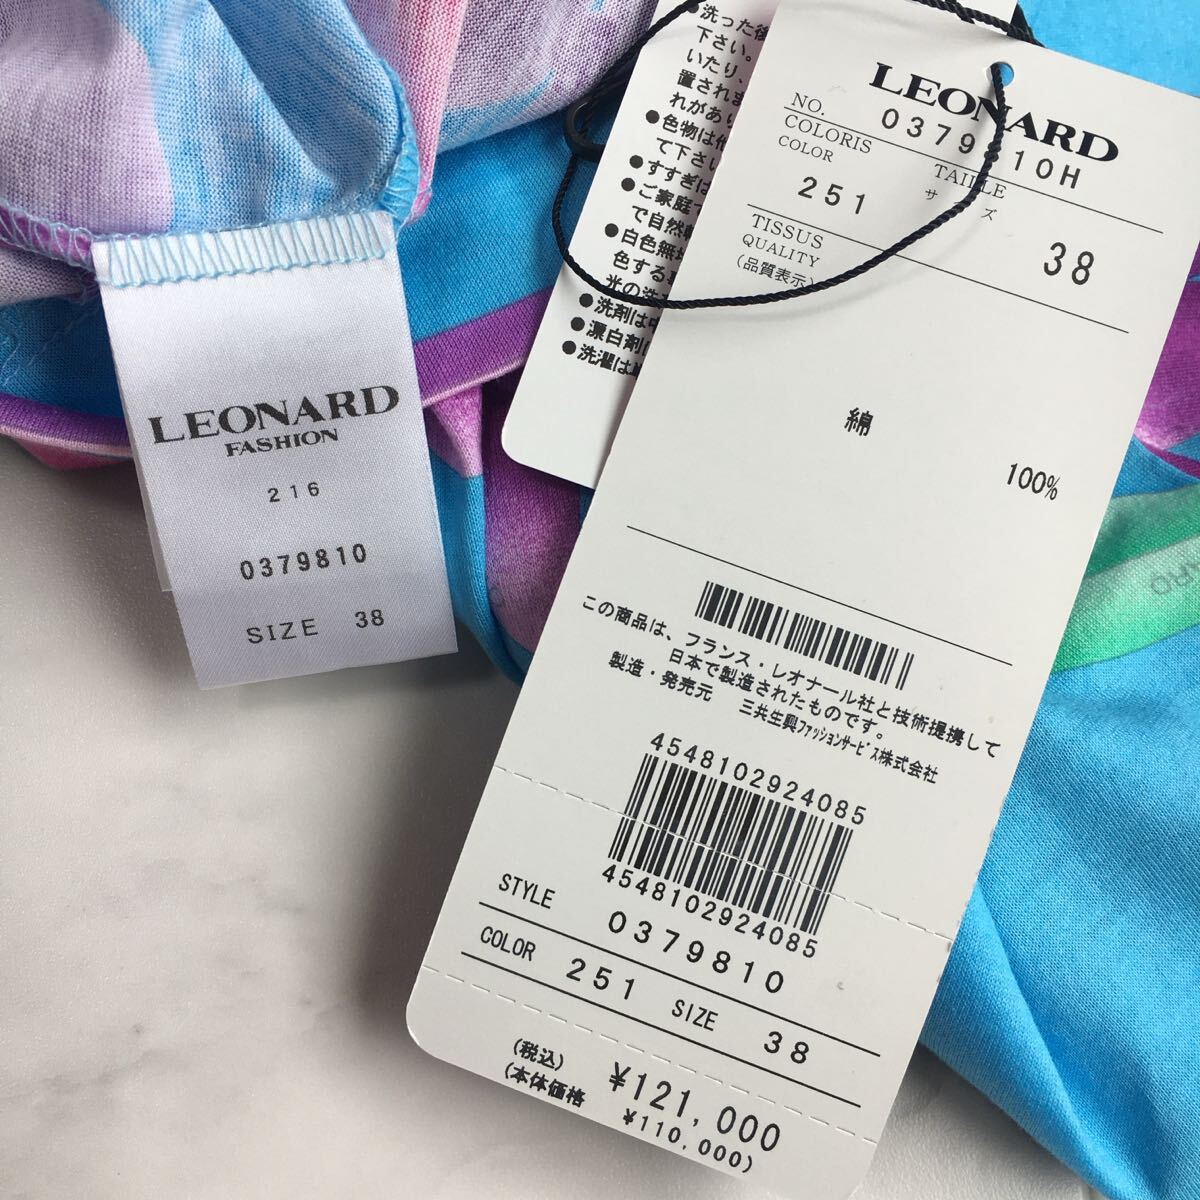 LEONARD
FASHION
216
0379810
SIZE 38
●洗った後
下さい。
いたり、
置されま
れがあり
●色物は他
て下さい
●すすぎは
●ご家庭
で自然
●白色無
色する
光の洗
●洗剤は中
●漂白剤に
●洗濯は
LEONARD
NO. 0379810H
COLORIS TAILLE
COLOR サイズ
251 38
TISSUS
QUALITY
(品質表示)
綿 100%
この商品は、フランス・レオナール社と技術提携して
日本で製造されたものです。
製造・発売元 三共生興ファッションサービス株式会社
4548102924085
4548102924085
STYLE 0379810
COLOR 251 SIZE 38
(税込) ¥121,000
(本体価格 ¥110,000)